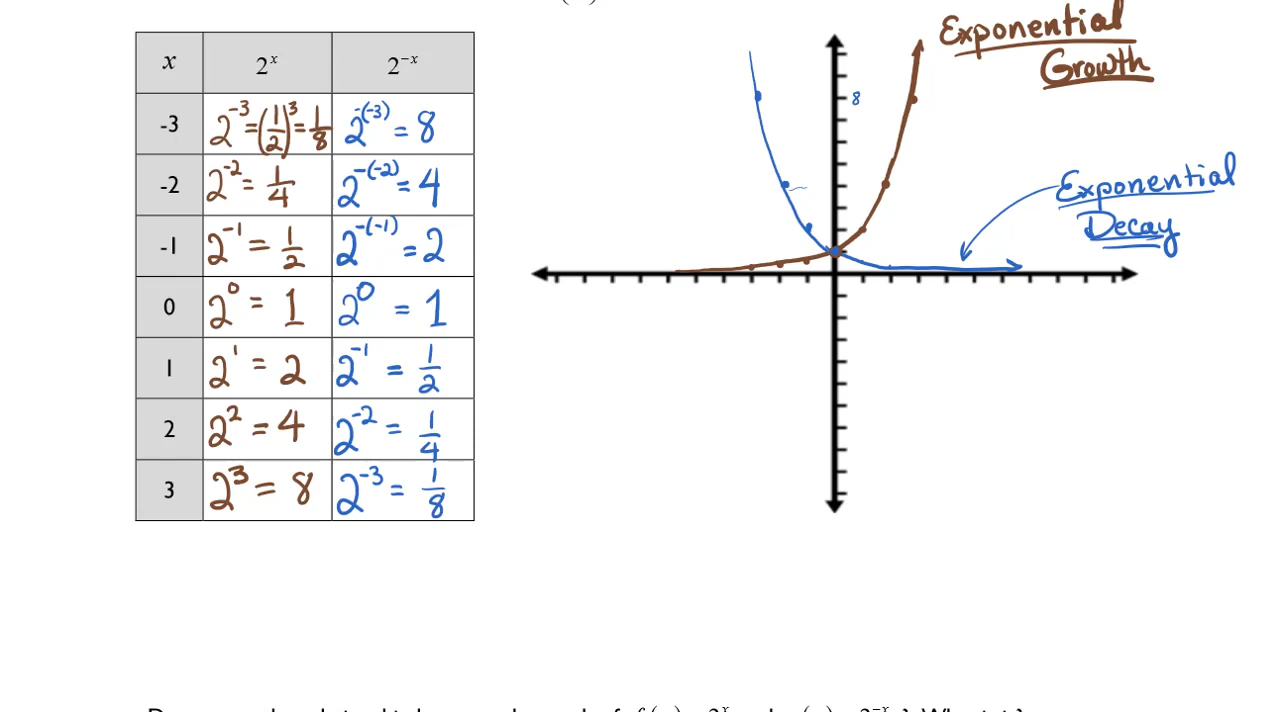 Exponential
Growth
x 2^x 2^{-x}
-3 2^{-3} = (1/2)^3 = 1/8 2^{-(-3)} = 8
-2 2^{-2} = 1/4 2^{-(-2)} = 4
-1 2^{-1} = 1/2 2^{-(-1)} = 2
0 2^0 = 1 2^0 = 1
1 2^1 = 2 2^{-1} = 1/2
2 2^2 = 4 2^{-2} = 1/4
3 2^3 = 8 2^{-3} = 1/8
8
Exponential
Decay